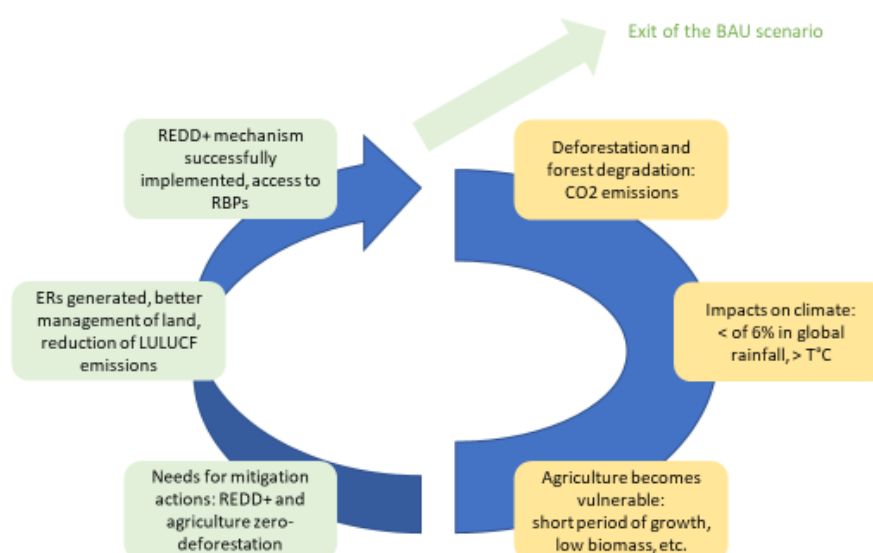 Exit of the BAU scenario
REDD+ mechanism
successfully
implemented, access to
RBPs
Deforestation and
forest degradation:
CO2 emissions
ERs generated, better
management of land,
reduction of LULUCF
emissions
Impacts on climate:
< of 6% in global
rainfall, > T°C
Needs for mitigation
actions: REDD+ and
agriculture zero-
deforestation
Agriculture becomes
vulnerable:
short period of growth,
low biomass, etc.